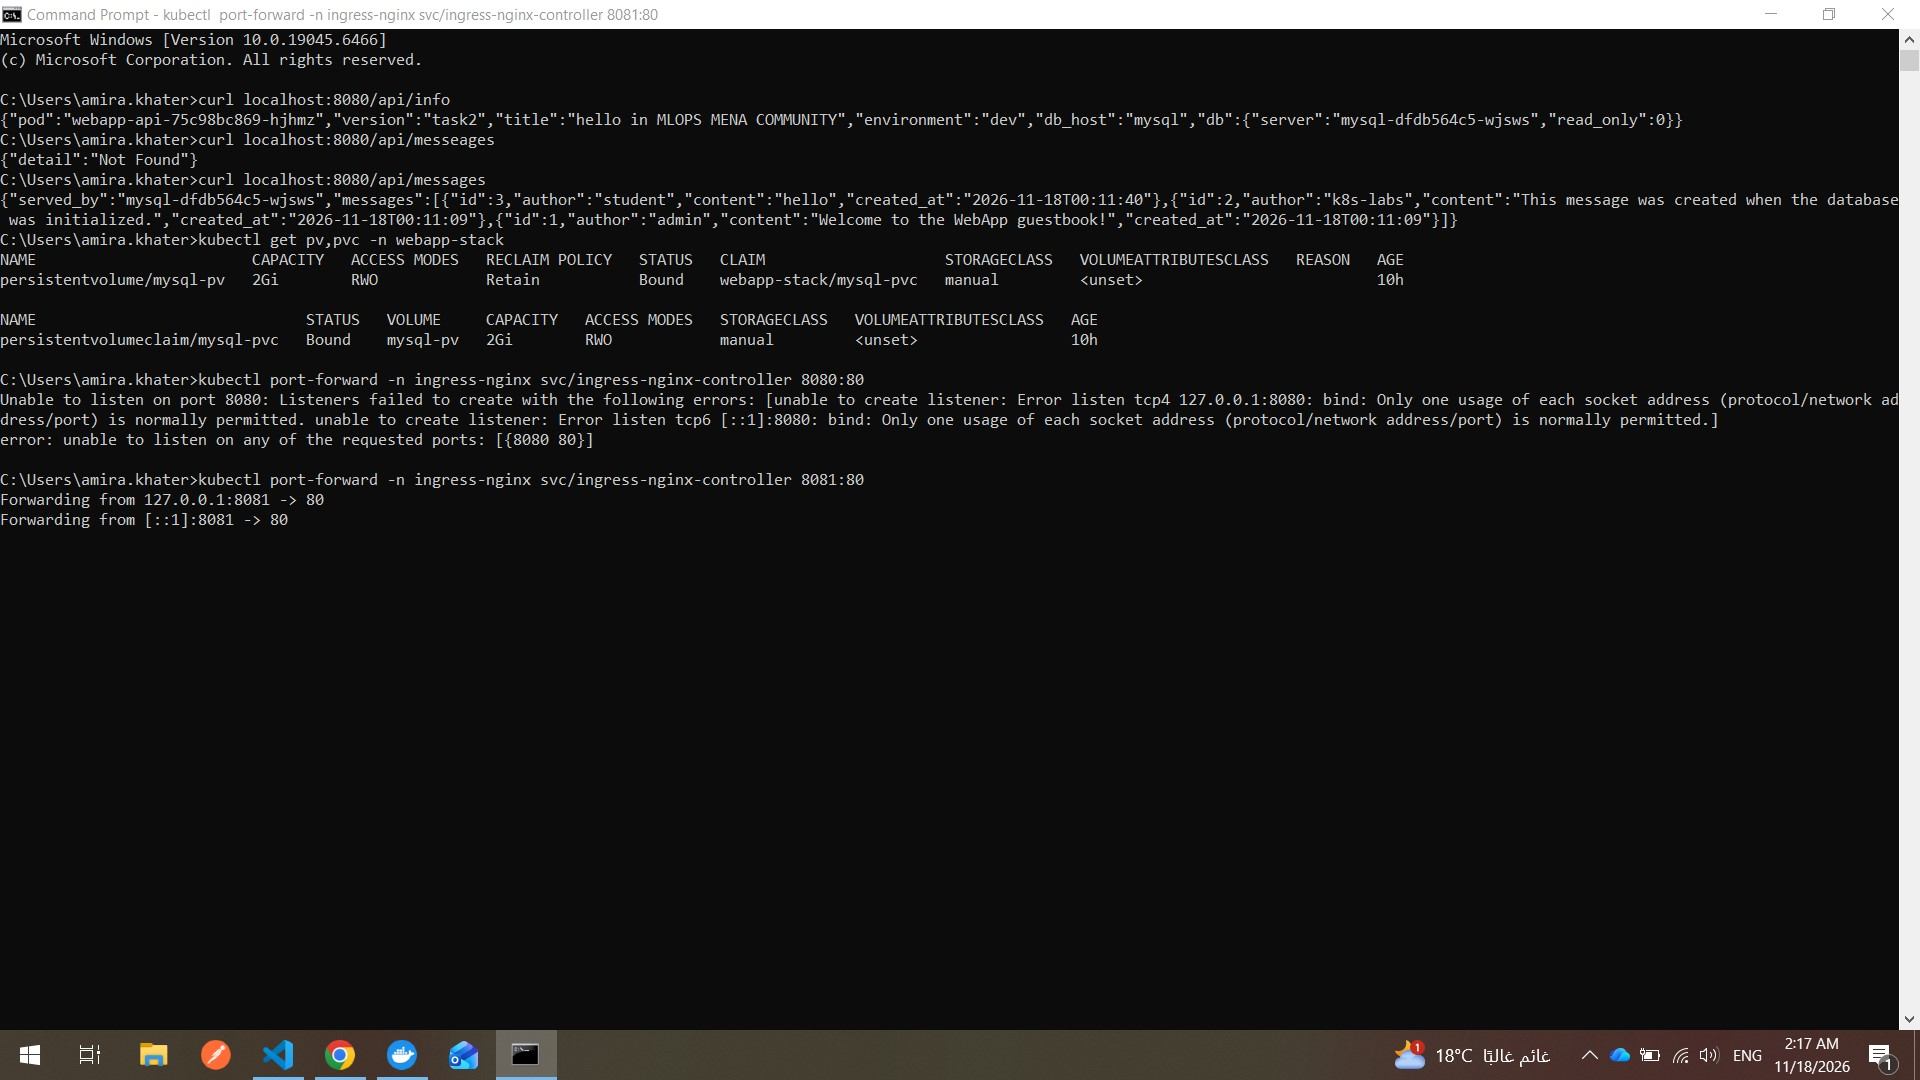 Command Prompt - kubectl  port-forward -n ingress-nginx svc/ingress-nginx-controller 8081:80
Microsoft Windows [Version 10.0.19045.6466]
(c) Microsoft Corporation. All rights reserved.
C:\Users\amira.khater>curl localhost:8080/api/info
{"pod":"webapp-api-75c98bc869-hjhmz","version":"task2","title":"hello in MLOPS MENA COMMUNITY","environment":"dev","db_host":"mysql","db":{"server":"mysql-dfdb564c5-wjsws","read_only":0}}
C:\Users\amira.khater>curl localhost:8080/api/messeages
{"detail":"Not Found"}
C:\Users\amira.khater>curl localhost:8080/api/messages
{"served_by":"mysql-dfdb564c5-wjsws","messages":[{"id":3,"author":"student","content":"hello","created_at":"2026-11-18T00:11:40"},{"id":2,"author":"k8s-labs","content":"This message was created when the database
 was initialized.","created_at":"2026-11-18T00:11:09"},{"id":1,"author":"admin","content":"Welcome to the WebApp guestbook!","created_at":"2026-11-18T00:11:09"}]}
C:\Users\amira.khater>kubectl get pv,pvc -n webapp-stack
NAME                        CAPACITY   ACCESS MODES   RECLAIM POLICY   STATUS   CLAIM                    STORAGECLASS   VOLUMEATTRIBUTESCLASS   REASON   AGE
persistentvolume/mysql-pv   2Gi        RWO            Retain           Bound    webapp-stack/mysql-pvc   manual         <unset>                          10h
NAME                              STATUS   VOLUME     CAPACITY   ACCESS MODES   STORAGECLASS   VOLUMEATTRIBUTESCLASS   AGE
persistentvolumeclaim/mysql-pvc   Bound    mysql-pv   2Gi        RWO            manual         <unset>                 10h
C:\Users\amira.khater>kubectl port-forward -n ingress-nginx svc/ingress-nginx-controller 8080:80
Unable to listen on port 8080: Listeners failed to create with the following errors: [unable to create listener: Error listen tcp4 127.0.0.1:8080: bind: Only one usage of each socket address (protocol/network ad
dress/port) is normally permitted. unable to create listener: Error listen tcp6 [::1]:8080: bind: Only one usage of each socket address (protocol/network address/port) is normally permitted.]
error: unable to listen on any of the requested ports: [{8080 80}]
C:\Users\amira.khater>kubectl port-forward -n ingress-nginx svc/ingress-nginx-controller 8081:80
Forwarding from 127.0.0.1:8081 -> 80
Forwarding from [::1]:8081 -> 80
1
18°C غائم غالبًا
ENG
2:17 AM
11/18/2026
1